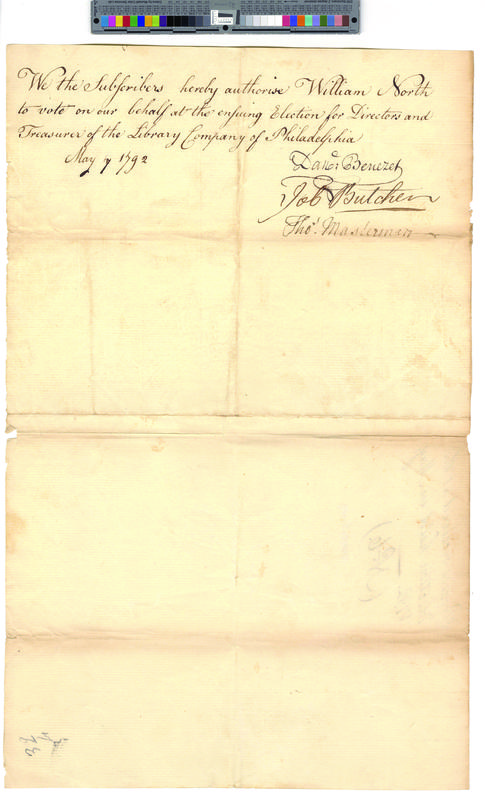 We the Subscribers hereby authorise William North
to vote on our behalf at the ensuing Election for Directors and
Treasurer of the Library Company of Philadelphia
May 7 1792
Danl. Benezet
Job Butcher
Thos. Masterman